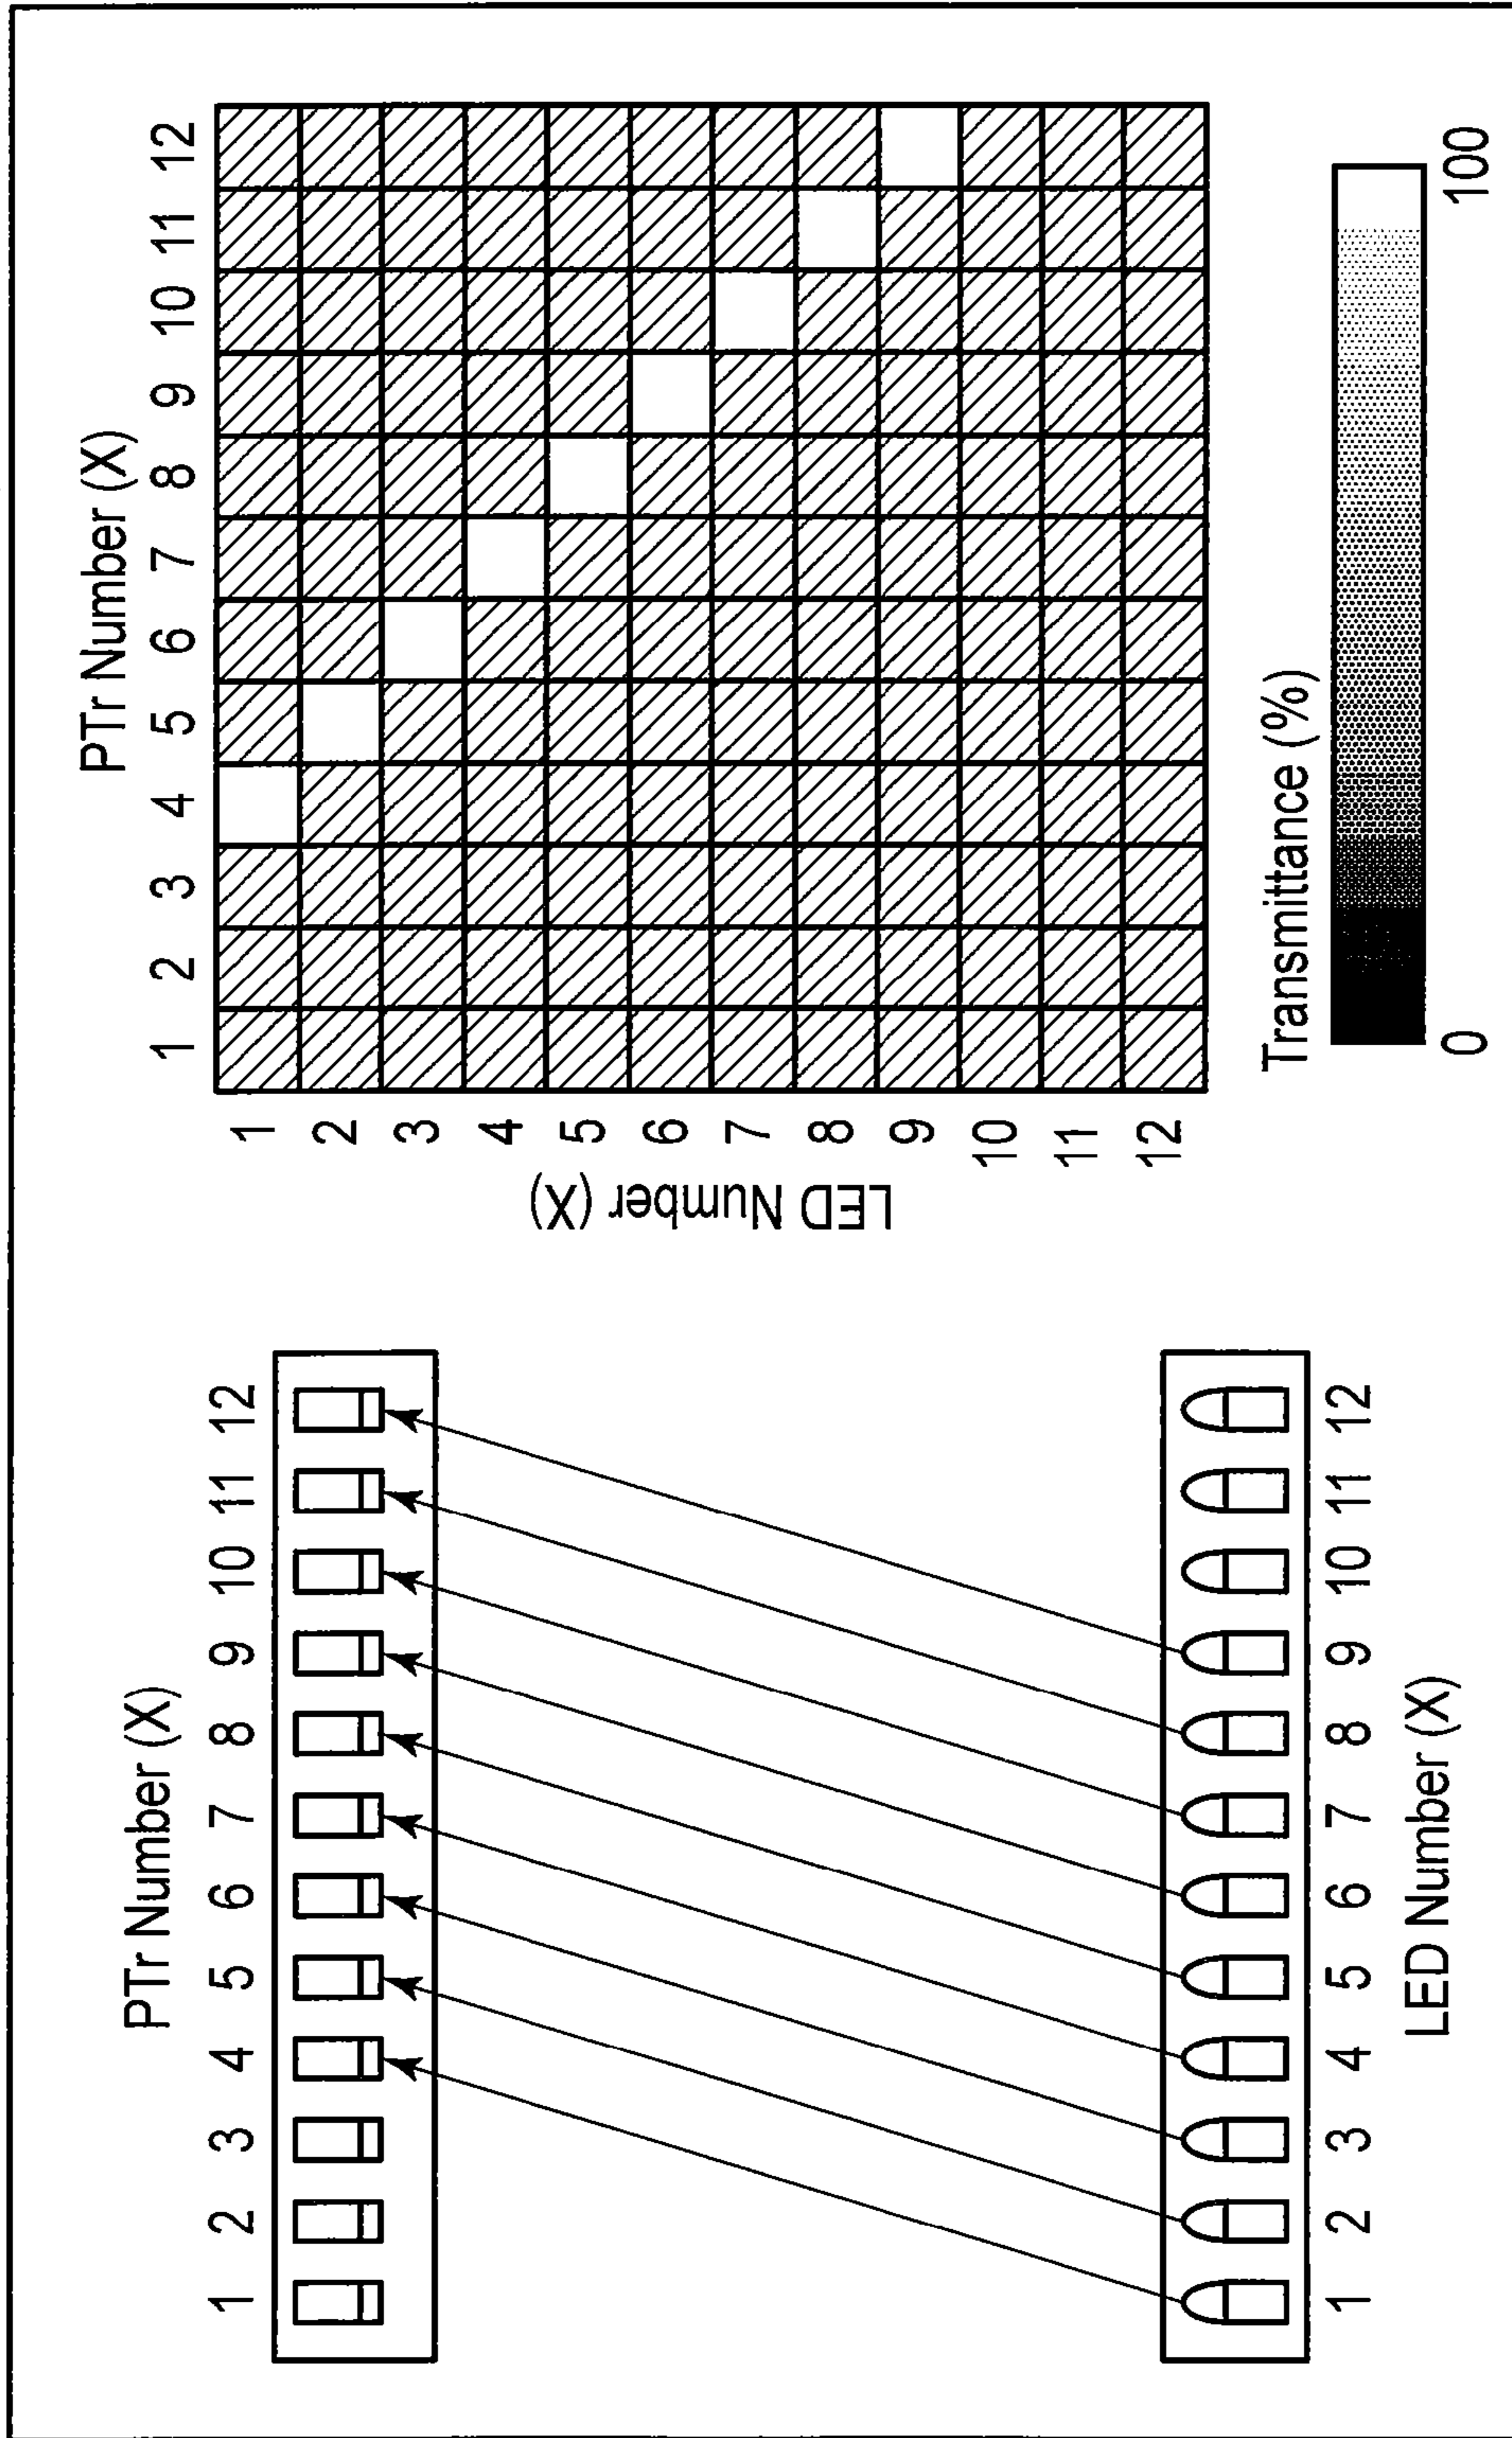 PTr Number (X)
1 2 3 4 5 6 7 8 9 10 11 12
1 2 3 4 5 6 7 8 9 10 11 12
LED Number (X)
PTr Number (X)
1 2 3 4 5 6 7 8 9 10 11 12
LED Number (X)
1
2
3
4
5
6
7
8
9
10
11
12
Transmittance (%)
0 100